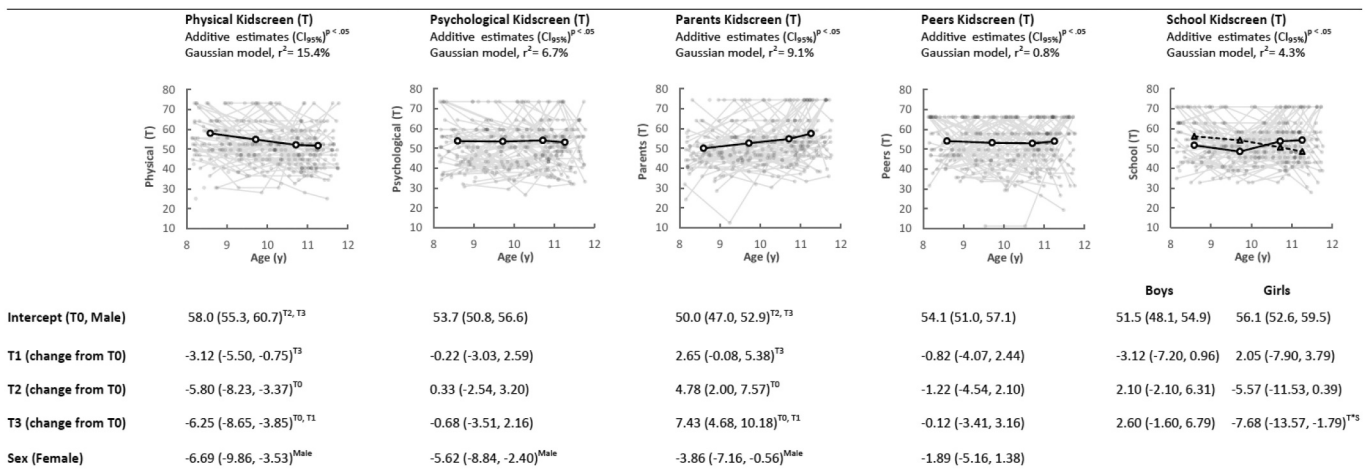 Physical Kidscreen (T)
Additive estimates (CI95%)p < .05
Gaussian model, r2= 15.4%
80
70
60
50
40
30
20
10
Physical (T)
8 9 10 11 12
Age (y)
Psychological Kidscreen (T)
Additive estimates (CI95%)p < .05
Gaussian model, r2= 6.7%
80
70
60
50
40
30
20
10
Psychological (T)
8 9 10 11 12
Age (y)
Parents Kidscreen (T)
Additive estimates (CI95%)p < .05
Gaussian model, r2= 9.1%
80
70
60
50
40
30
20
10
Parents (T)
8 9 10 11 12
Age (y)
Peers Kidscreen (T)
Additive estimates (CI95%)p < .05
Gaussian model, r2= 0.8%
80
70
60
50
40
30
20
10
Peers (T)
8 9 10 11 12
Age (y)
School Kidscreen (T)
Additive estimates (CI95%)p < .05
Gaussian model, r2= 4.3%
80
70
60
50
40
30
20
10
School (T)
8 9 10 11 12
Age (y)
Boys Girls
Intercept (T0, Male) 58.0 (55.3, 60.7)T2, T3 53.7 (50.8, 56.6) 50.0 (47.0, 52.9)T2, T3 54.1 (51.0, 57.1) 51.5 (48.1, 54.9) 56.1 (52.6, 59.5)
T1 (change from T0) -3.12 (-5.50, -0.75)T3 -0.22 (-3.03, 2.59) 2.65 (-0.08, 5.38)T3 -0.82 (-4.07, 2.44) -3.12 (-7.20, 0.96) 2.05 (-7.90, 3.79)
T2 (change from T0) -5.80 (-8.23, -3.37)T0 0.33 (-2.54, 3.20) 4.78 (2.00, 7.57)T0 -1.22 (-4.54, 2.10) 2.10 (-2.10, 6.31) -5.57 (-11.53, 0.39)
T3 (change from T0) -6.25 (-8.65, -3.85)T0, T1 -0.68 (-3.51, 2.16) 7.43 (4.68, 10.18)T0, T1 -0.12 (-3.41, 3.16) 2.60 (-1.60, 6.79) -7.68 (-13.57, -1.79)T*S
Sex (Female) -6.69 (-9.86, -3.53)Male -5.62 (-8.84, -2.40)Male -3.86 (-7.16, -0.56)Male -1.89 (-5.16, 1.38)